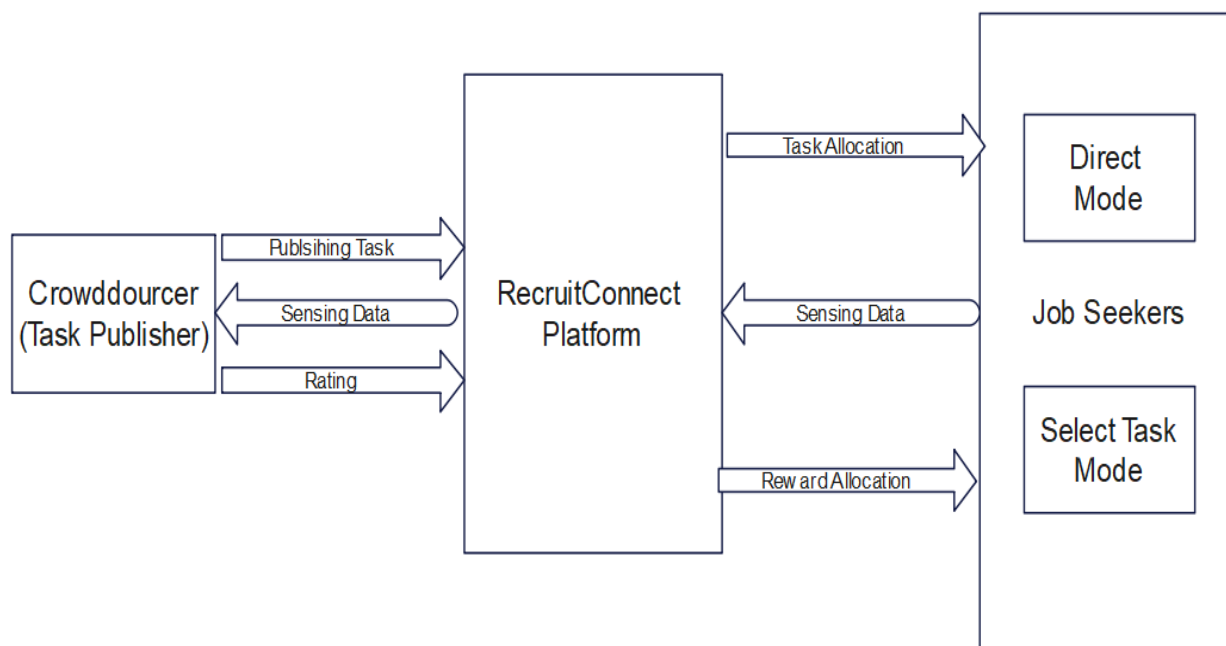 Crowddourcer
(Task Publisher)
Publsihing Task
Sensing Data
Rating
RecruitConnect
Platform
Task Allocation
Sensing Data
Reward Allocation
Direct
Mode
Job Seekers
Select Task
Mode